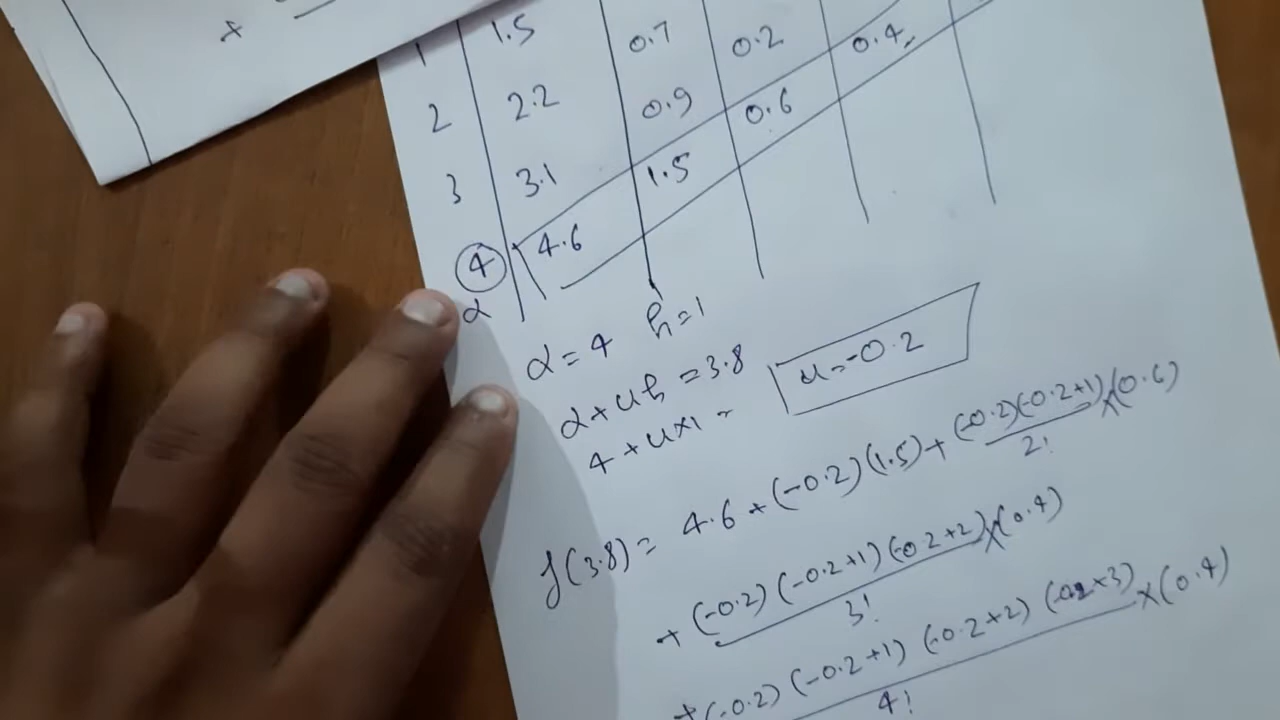 1 1.5 0.7 0.2 0.4
2 2.2 0.9 0.6
3 3.1 1.5
4 4.6
α
α = 4 h = 1
α + uh = 3.8
4 + u×1 =
u = -0.2
f(3.8) = 4.6 + (-0.2)(1.5) + (-0.2)(-0.2+1)/2! × (0.6)
+ (-0.2)(-0.2+1)(-0.2+2)/3! × (0.4)
+ (-0.2)(-0.2+1)(-0.2+2)(-0.2+3)/4! × (0.4)